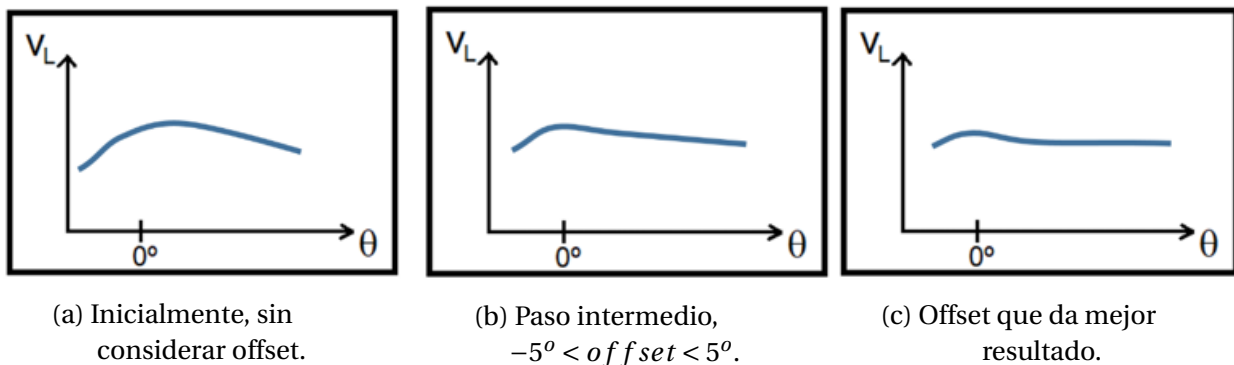 V_L
θ
0º
V_L
θ
0º
V_L
θ
0º
(a) Inicialmente, sin
considerar offset.
(b) Paso intermedio,
−5º < offset < 5º.
(c) Offset que da mejor
resultado.